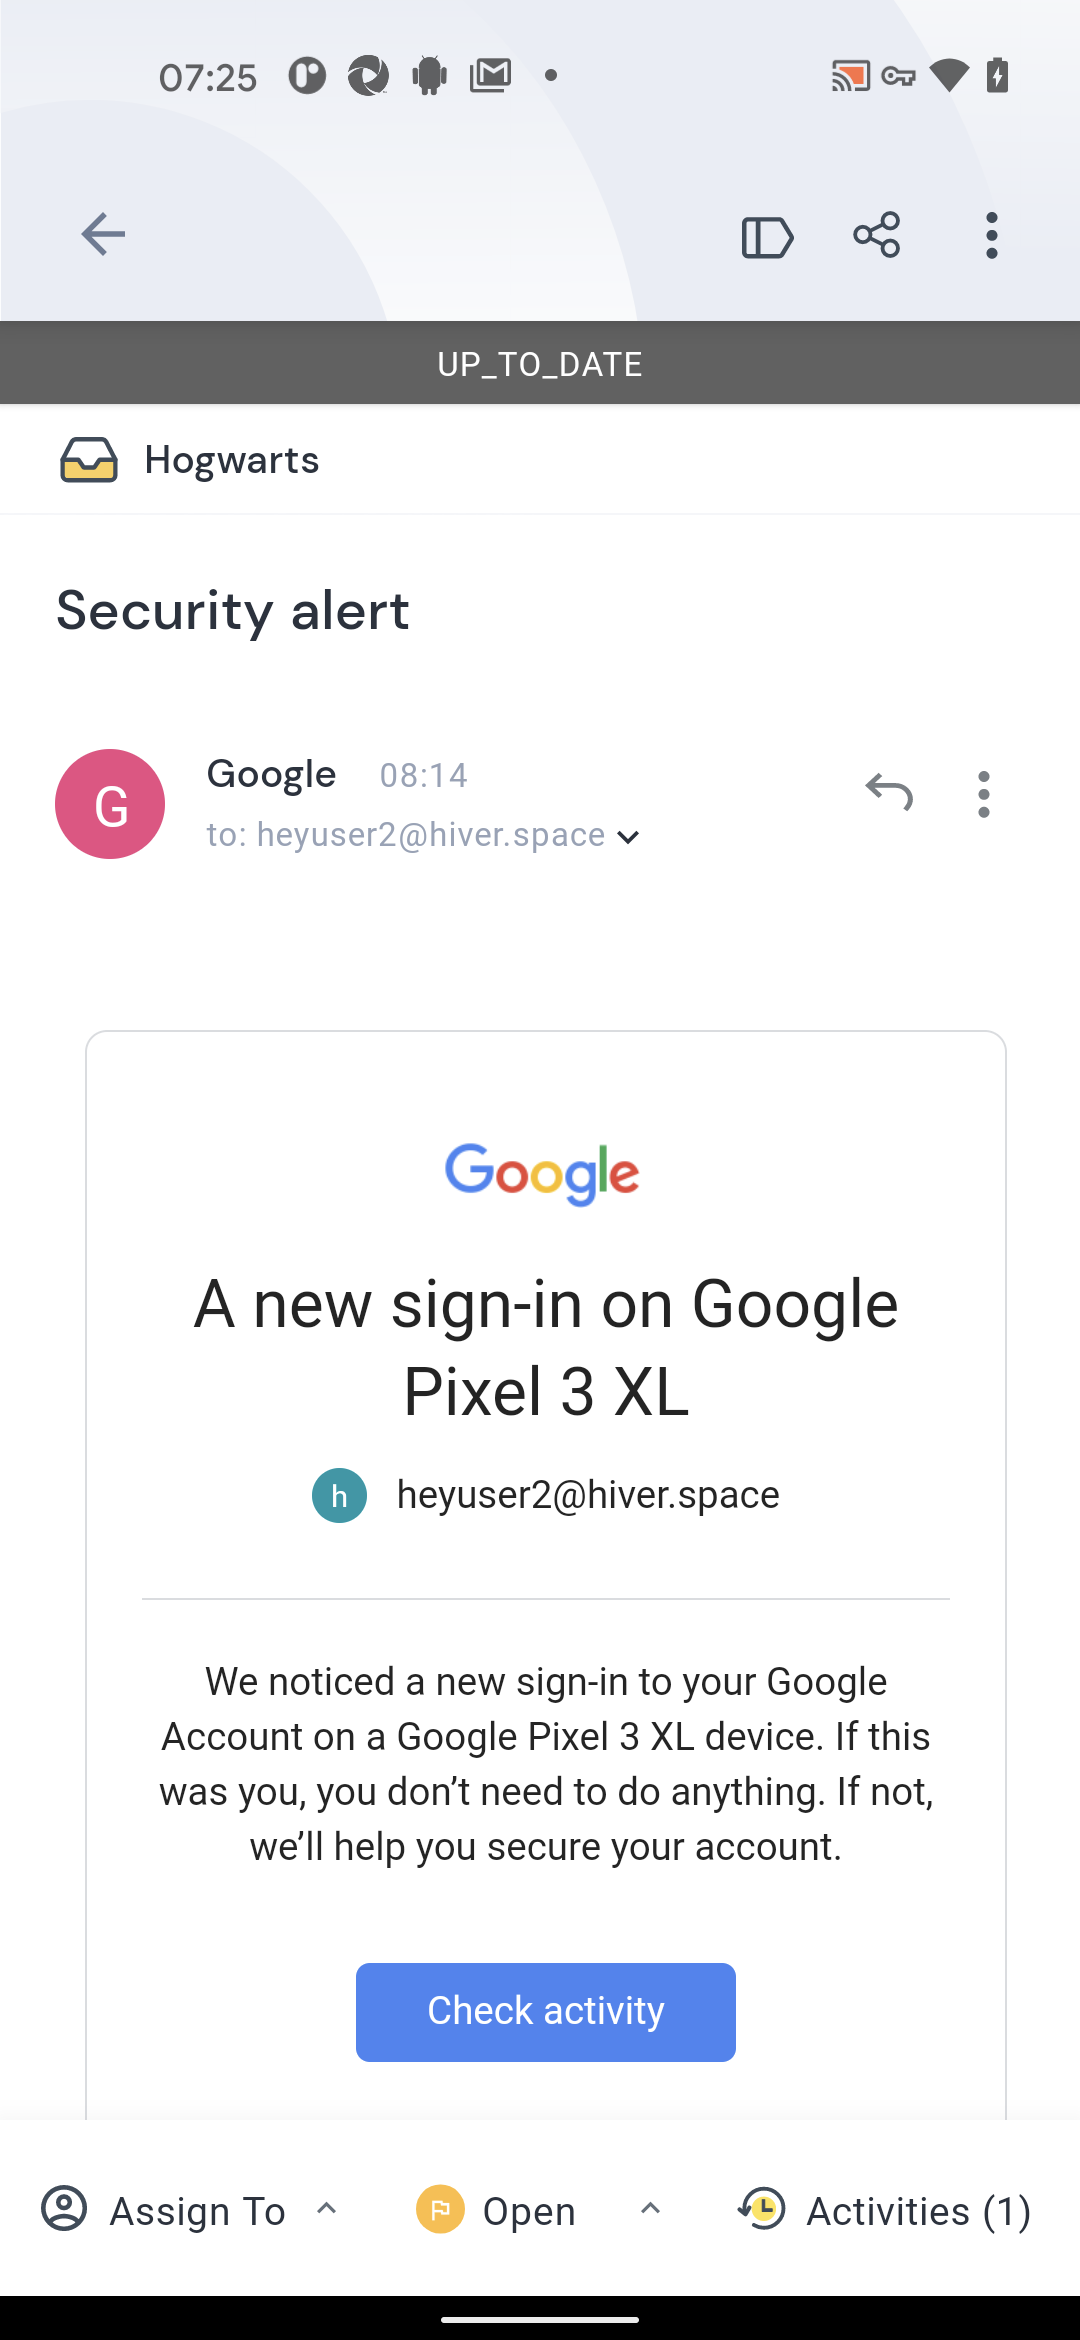 07:25
UP_TO_DATE
Hogwarts
Security alert
G
Google 08:14
to: heyuser2@hiver.space
Google
A new sign-in on Google
Pixel 3 XL
h heyuser2@hiver.space
We noticed a new sign-in to your Google
Account on a Google Pixel 3 XL device. If this
was you, you don’t need to do anything. If not,
we’ll help you secure your account.
Check activity
Assign To Open Activities (1)